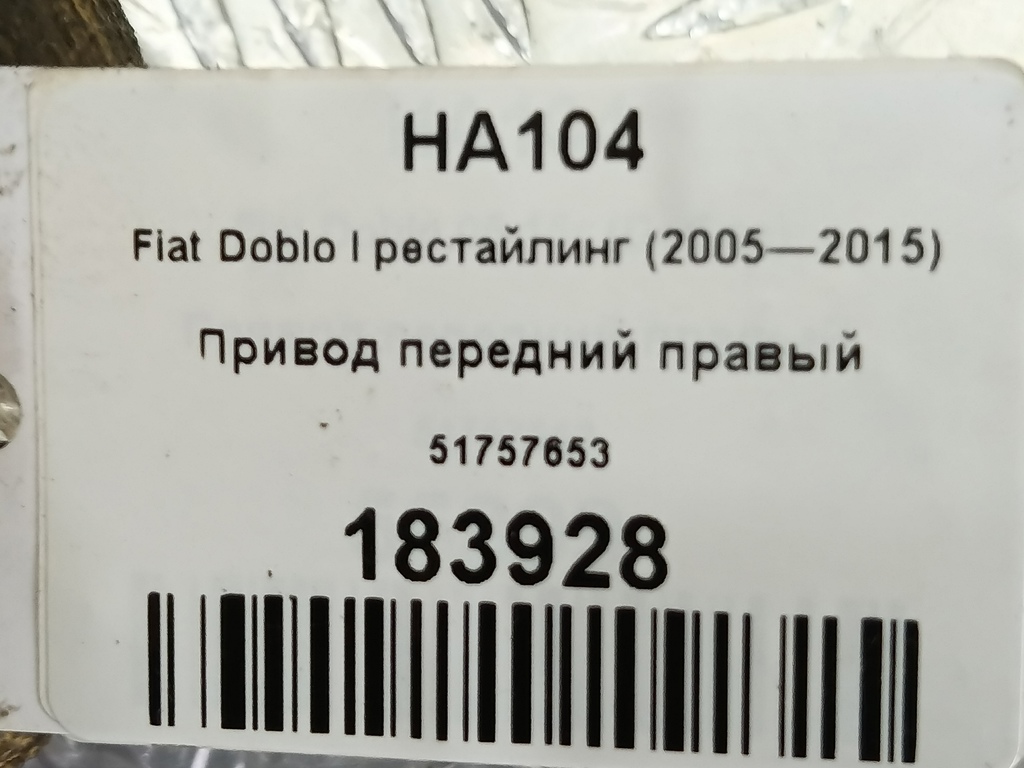 HA104
Fiat Doblo I рестайлинг (2005—2015)
Привод передний правый
51757653
183928